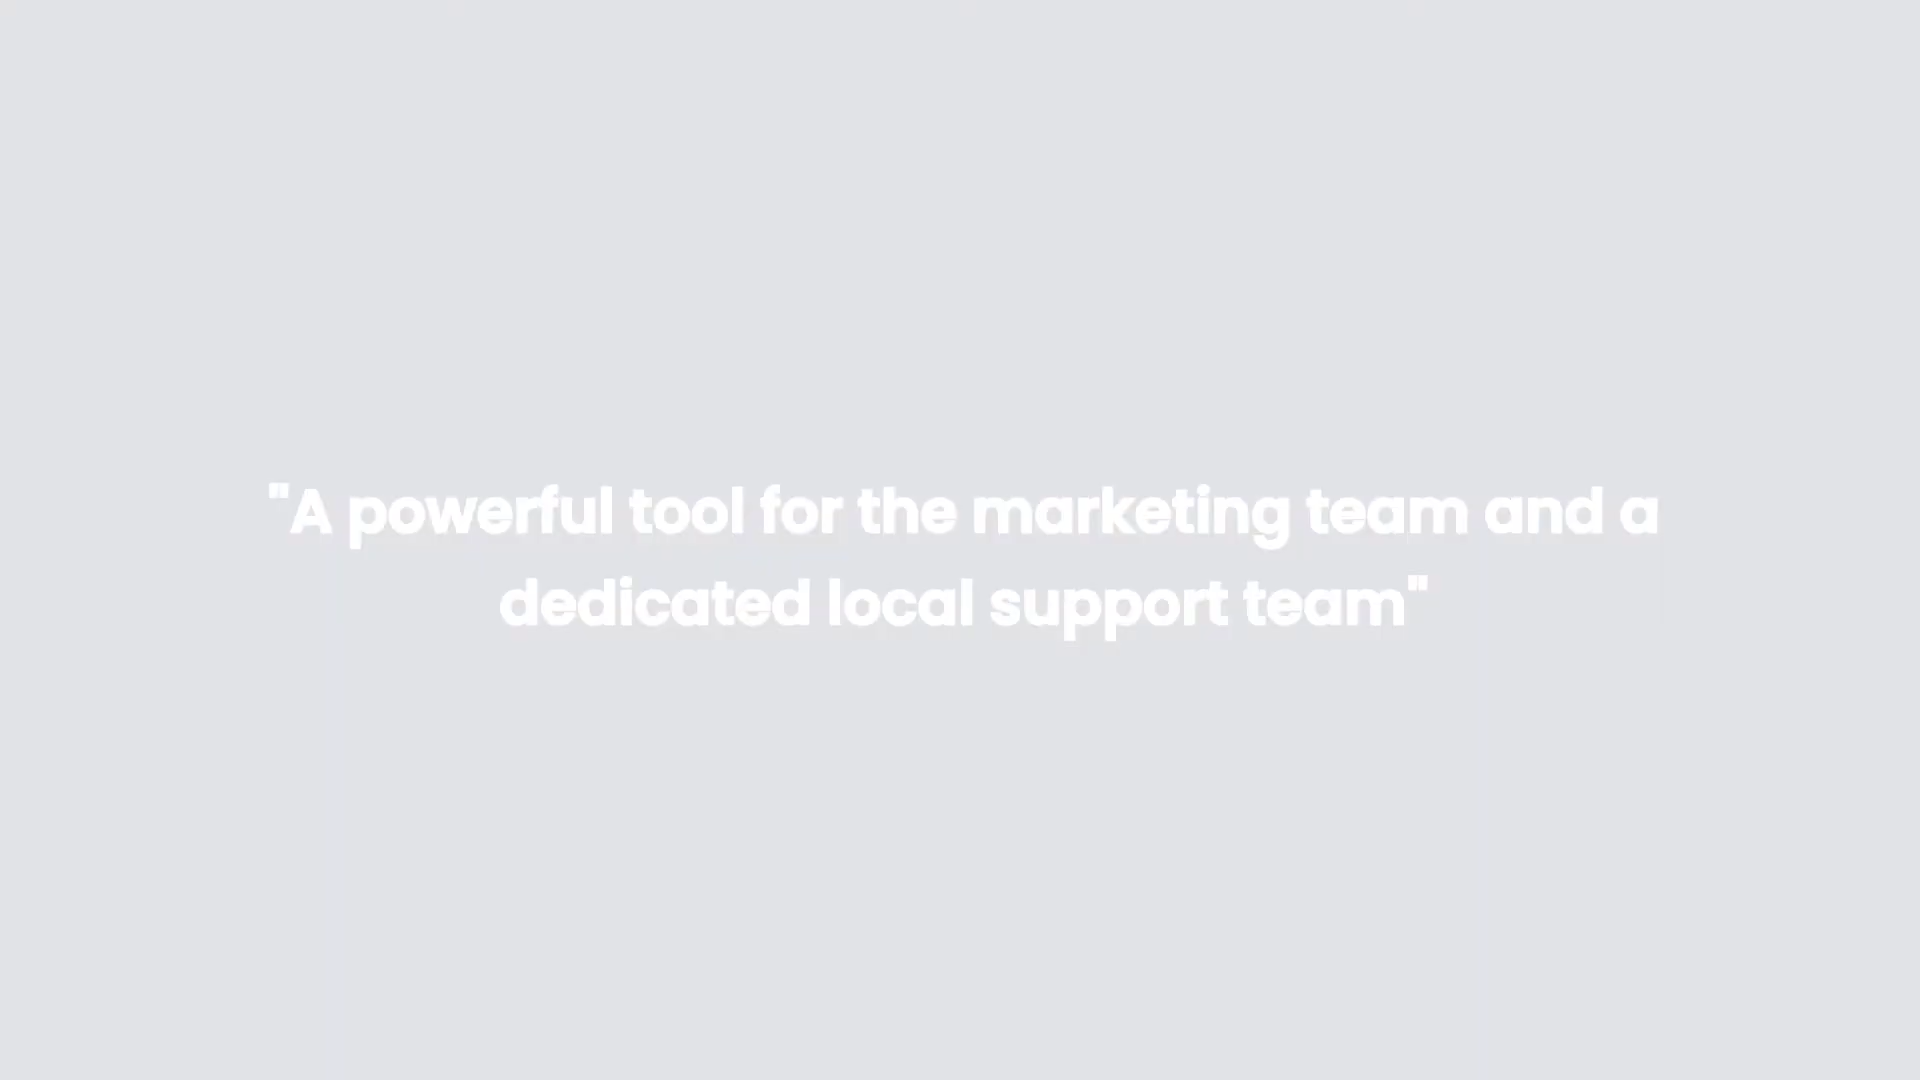 "A powerful tool for the marketing team and a
dedicated local support team"